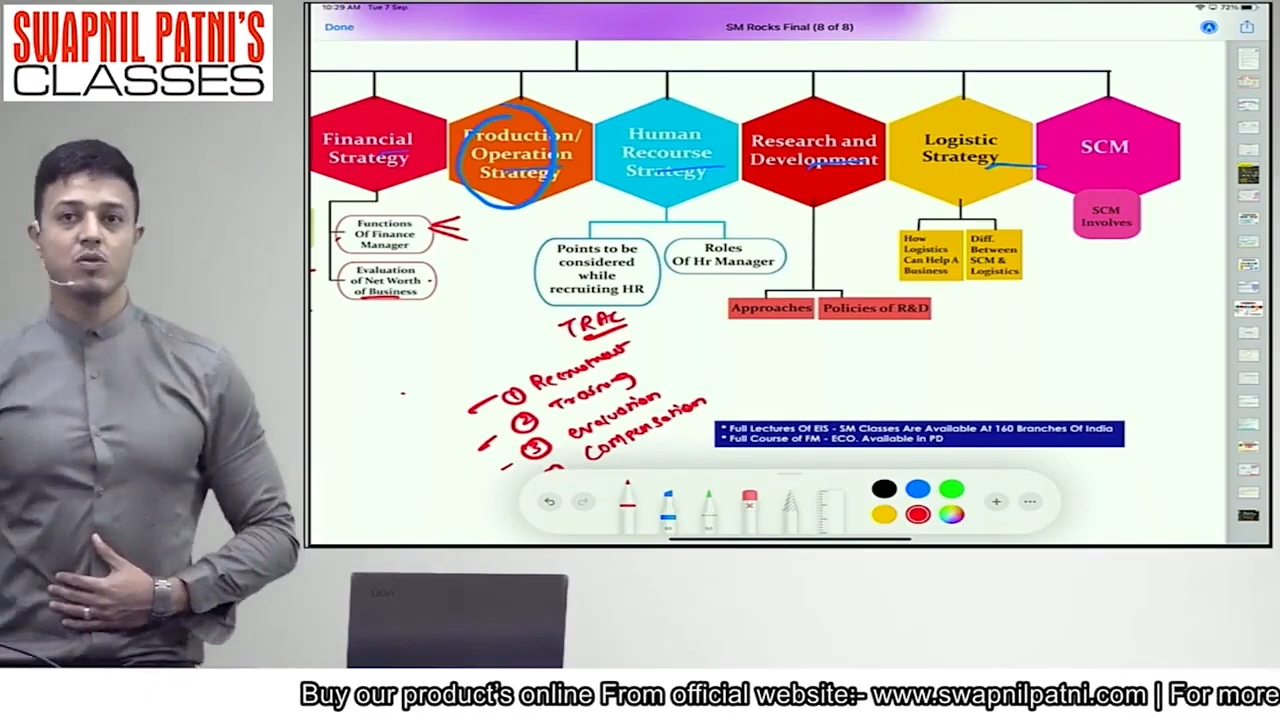 SWAPNIL PATNI'S
CLASSES
10:29 AM Tue 7 Sep
72%
Done
SM Rocks Final (8 of 8)
Financial
Strategy
Production/
Operation
Strategy
Human
Recourse
Strategy
Research and
Development
Logistic
Strategy
SCM
Functions
Of Finance
Manager
Evaluation
of Net Worth
of Business
Points to be
considered
while
recruiting HR
Roles
Of Hr Manager
Approaches
Policies of R&D
How
Logistics
Can Help A
Business
Diff.
Between
SCM &
Logistics
SCM
Involves
TRAC
1 Recruitment
2 Training
3 evaluation
Compensation
* Full Lectures Of EIS - SM Classes Are Available At 160 Branches Of India
* Full Course of FM - ECO. Available in PD
Buy our product's online From official website:- www.swapnilpatni.com | For more